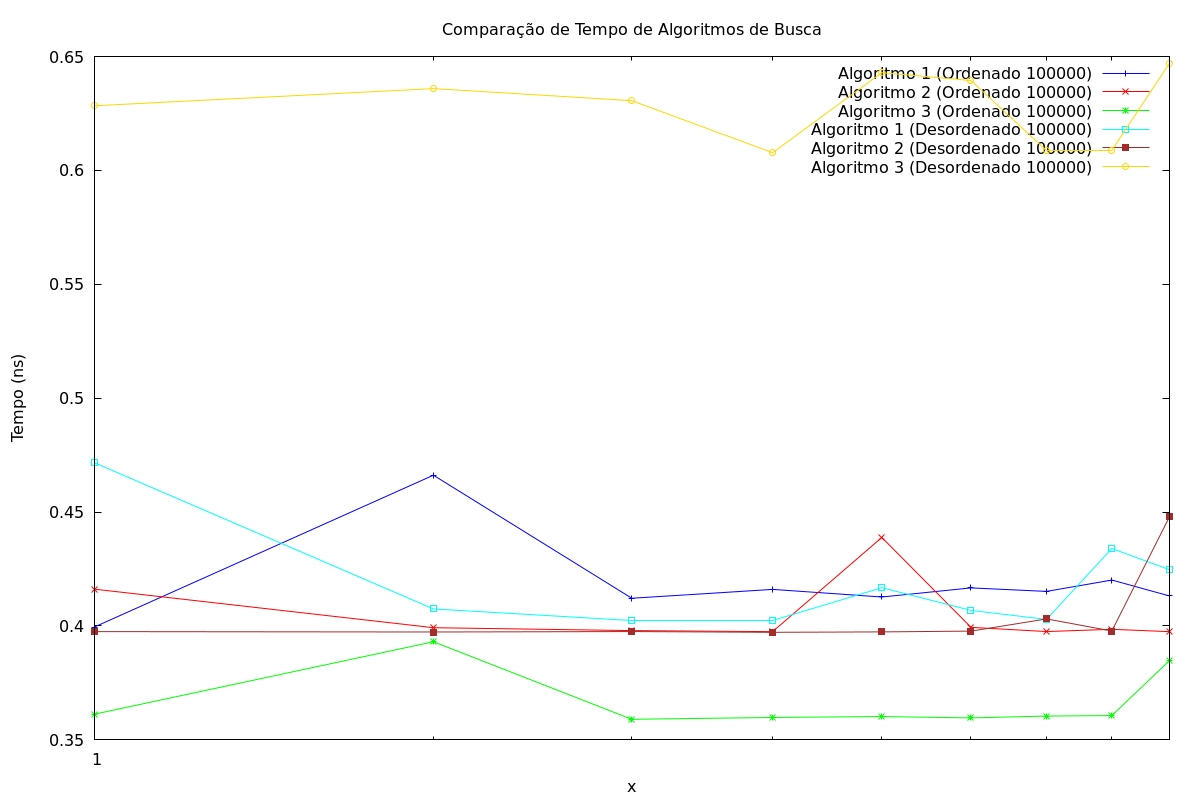 Comparação de Tempo de Algoritmos de Busca
0.65
0.6
0.55
0.5
0.45
0.4
0.35
Tempo (ns)
Algoritmo 1 (Ordenado 100000)
Algoritmo 2 (Ordenado 100000)
Algoritmo 3 (Ordenado 100000)
Algoritmo 1 (Desordenado 100000)
Algoritmo 2 (Desordenado 100000)
Algoritmo 3 (Desordenado 100000)
1
x